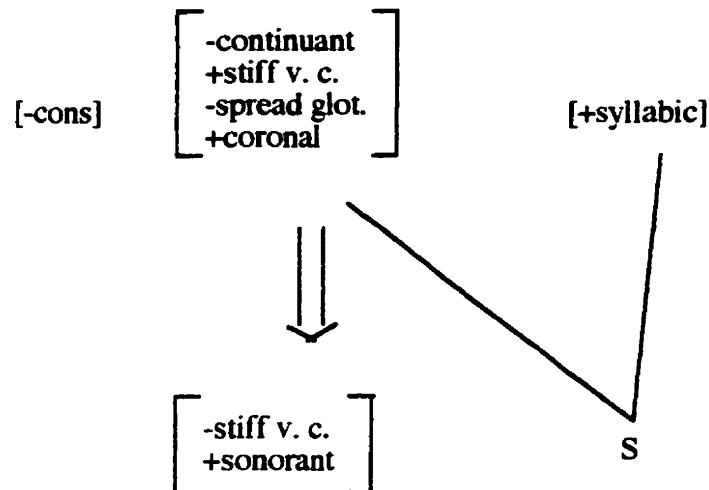 -continuant
+stiff v. c.
[-cons] -spread glot. [+syllabic]
+coronal
-stiff v. c.
+sonorant
S